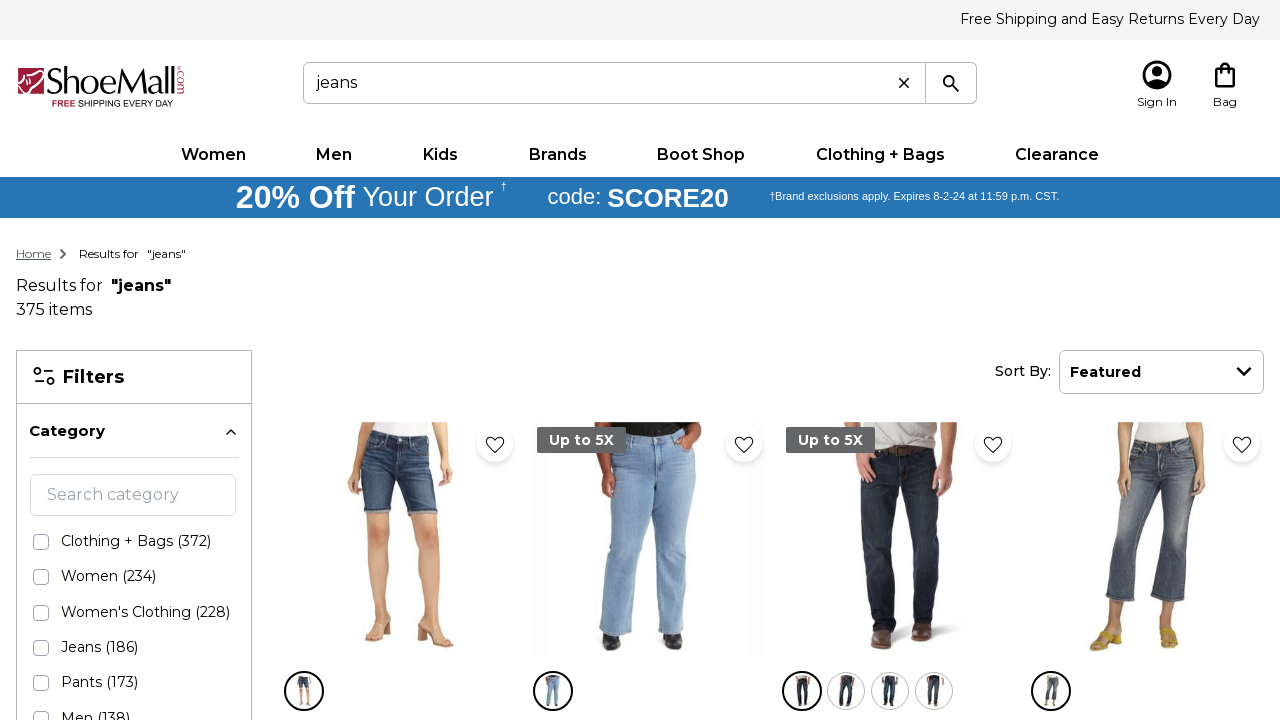 Free Shipping and Easy Returns Every Day
ShoeMall.com®
FREE SHIPPING EVERY DAY
jeans
Sign In
Bag
Women
Men
Kids
Brands
Boot Shop
Clothing + Bags
Clearance
20% Off Your Order †
code: SCORE20
†Brand exclusions apply. Expires 8-2-24 at 11:59 p.m. CST.
Home
Results for "jeans"
Results for "jeans"
375 items
Filters
Sort By:
Featured
Category
Search category
Clothing + Bags (372)
Women (234)
Women's Clothing (228)
Jeans (186)
Pants (173)
Men (138)
Up to 5X
Up to 5X